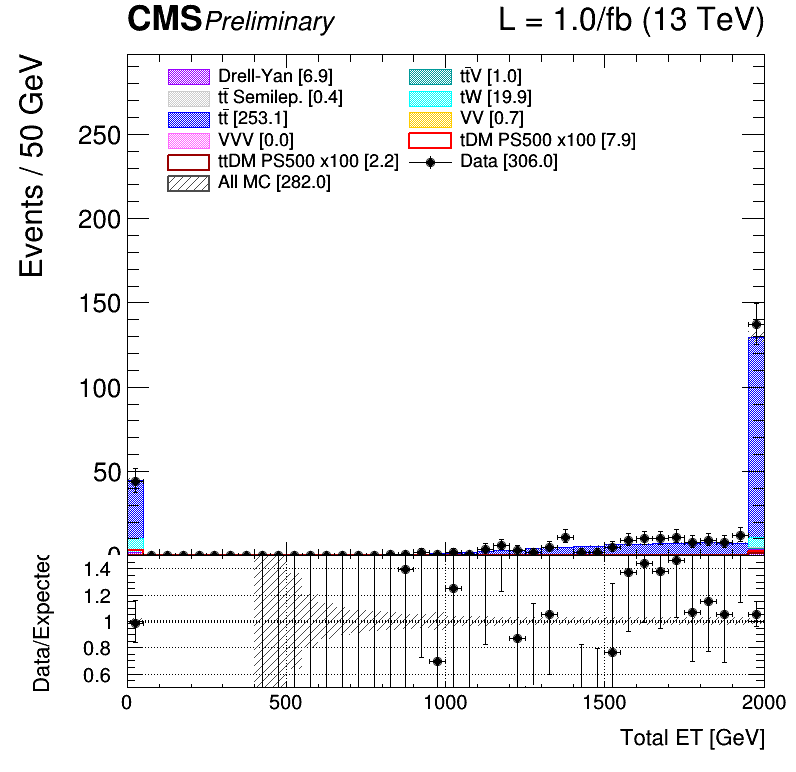 CMS Preliminary L = 1.0/fb (13 TeV)
Events / 50 GeV
Drell-Yan [6.9] tt̄V [1.0]
tt̄ Semilep. [0.4] tW [19.9]
tt̄ [253.1] VV [0.7]
VVV [0.0] tDM PS500 x100 [7.9]
ttDM PS500 x100 [2.2] Data [306.0]
All MC [282.0]
250
200
150
100
50
0
Data/Expected
1.4
1.2
1
0.8
0.6
0 500 1000 1500 2000
Total ET [GeV]